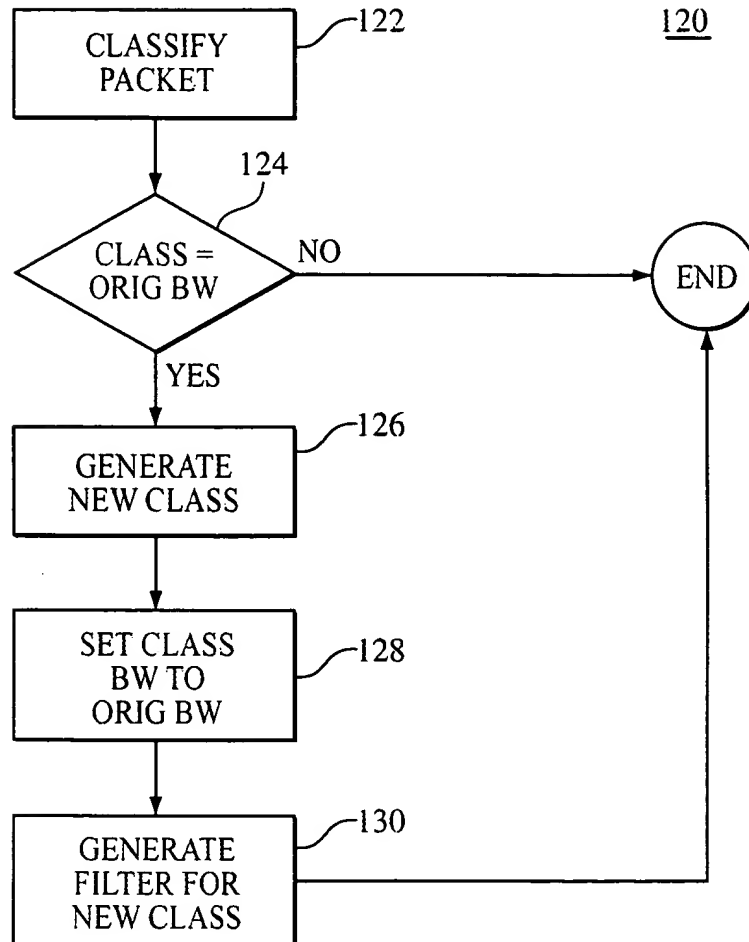 CLASSIFY
PACKET
122
120
124
CLASS =
ORIG BW
NO
END
YES
126
GENERATE
NEW CLASS
SET CLASS
BW TO
ORIG BW
128
130
GENERATE
FILTER FOR
NEW CLASS